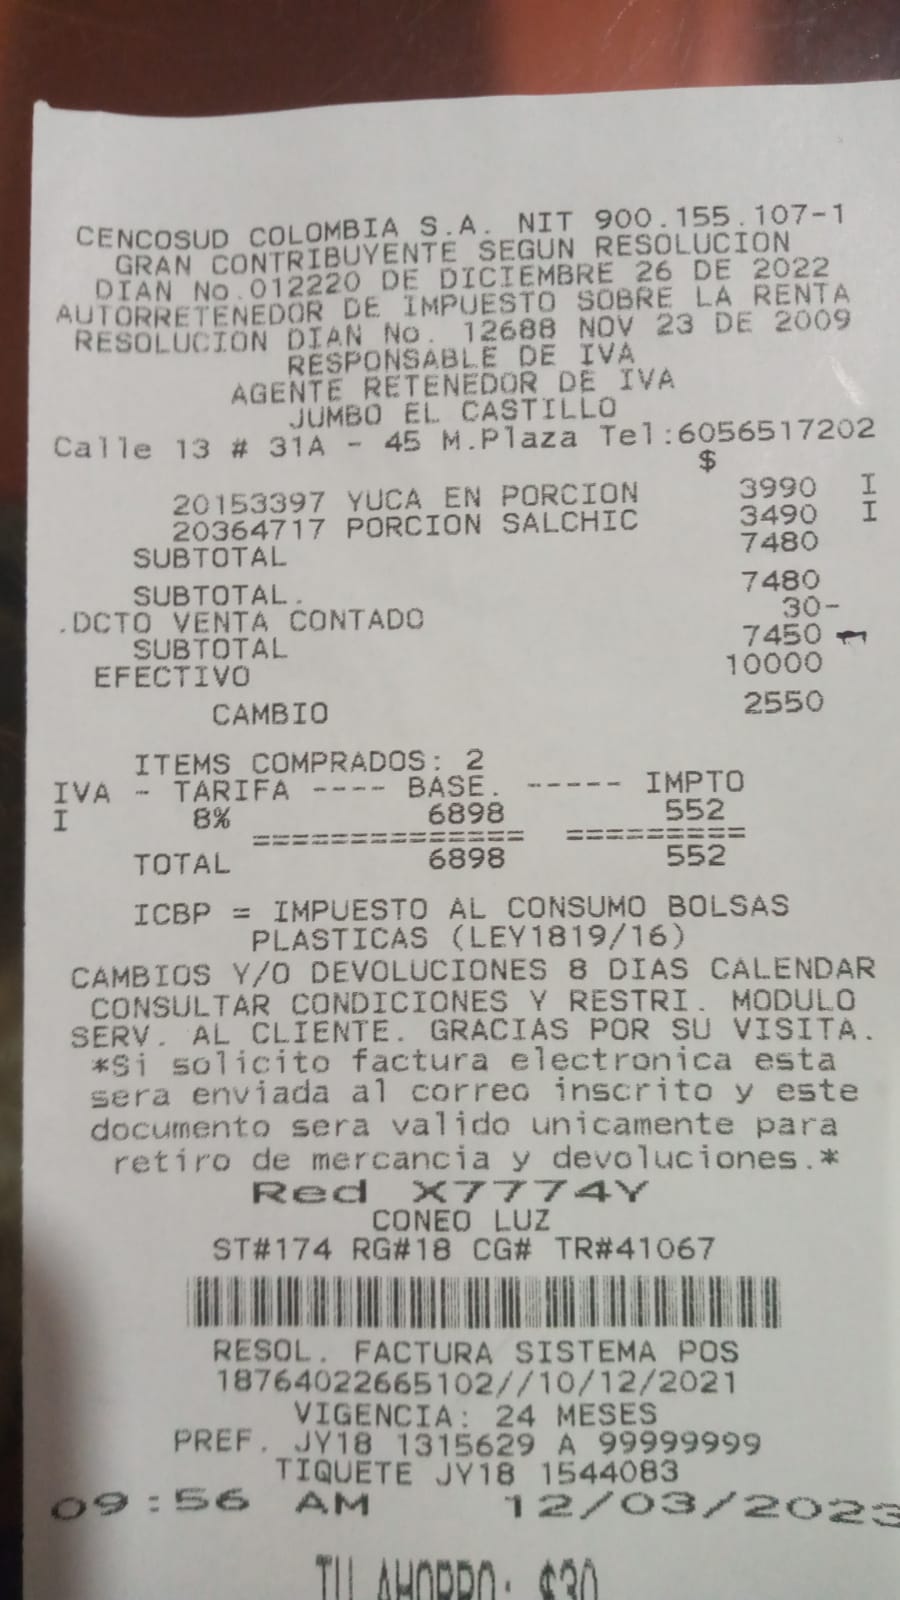 CENCOSUD COLOMBIA S.A. NIT 900.155.107-1
GRAN CONTRIBUYENTE SEGUN RESOLUCION
DIAN No.012220 DE DICIEMBRE 26 DE 2022
AUTORRETENEDOR DE IMPUESTO SOBRE LA RENTA
RESOLUCION DIAN No. 12688 NOV 23 DE 2009
RESPONSABLE DE IVA
AGENTE RETENEDOR DE IVA
JUMBO EL CASTILLO
Calle 13 # 31A - 45 M.Plaza Tel:6056517202
$
20153397 YUCA EN PORCION 3990 I
20364717 PORCION SALCHIC 3490 I
SUBTOTAL 7480
SUBTOTAL. 7480
.DCTO VENTA CONTADO 30-
SUBTOTAL 7450
EFECTIVO 10000
CAMBIO 2550
ITEMS COMPRADOS: 2
IVA - TARIFA ---- BASE. ----- IMPTO
I 8% 6898 552
============== =========
TOTAL 6898 552
ICBP = IMPUESTO AL CONSUMO BOLSAS
PLASTICAS (LEY1819/16)
CAMBIOS Y/O DEVOLUCIONES 8 DIAS CALENDAR
CONSULTAR CONDICIONES Y RESTRI. MODULO
SERV. AL CLIENTE. GRACIAS POR SU VISITA.
*Si solicito factura electronica esta
sera enviada al correo inscrito y este
documento sera valido unicamente para
retiro de mercancia y devoluciones.*
Red X7774Y
CONEO LUZ
ST#174 RG#18 CG# TR#41067
RESOL. FACTURA SISTEMA POS
18764022665102//10/12/2021
VIGENCIA: 24 MESES
PREF. JY18 1315629 A 99999999
TIQUETE JY18 1544083
09:56 AM 12/03/2023
TU AHORRO: $30